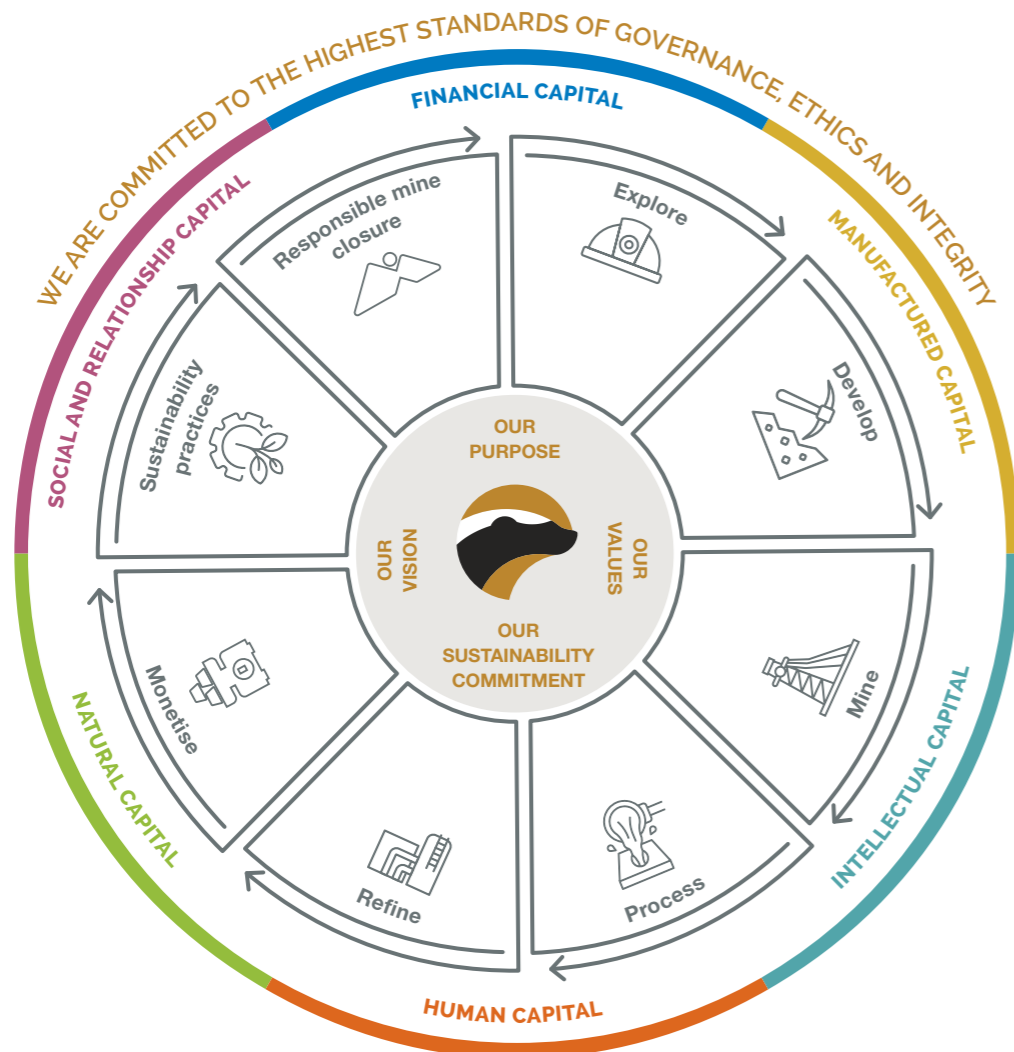 WE ARE COMMITTED TO THE HIGHEST STANDARDS OF GOVERNANCE, ETHICS AND INTEGRITY
FINANCIAL CAPITAL
MANUFACTURED CAPITAL
INTELLECTUAL CAPITAL
HUMAN CAPITAL
NATURAL CAPITAL
SOCIAL AND RELATIONSHIP CAPITAL
Explore
Develop
Mine
Process
Refine
Monetise
Sustainability
practices
Responsible mine
closure
OUR
PURPOSE
OUR
VALUES
OUR
SUSTAINABILITY
COMMITMENT
OUR
VISION